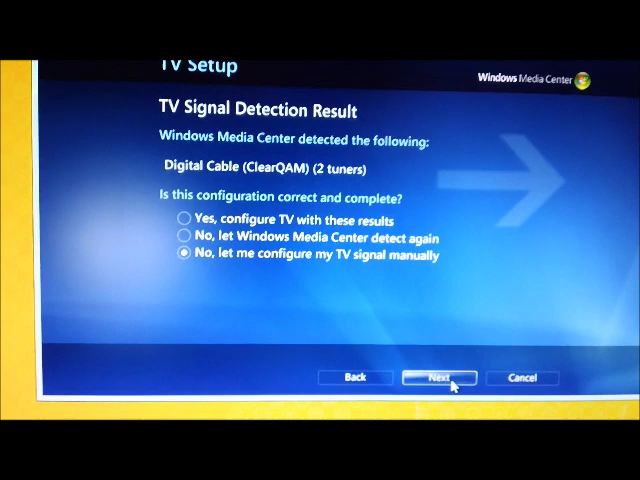 TV Setup
Windows Media Center
TV Signal Detection Result
Windows Media Center detected the following:
Digital Cable (ClearQAM) (2 tuners)
Is this configuration correct and complete?
Yes, configure TV with these results
No, let Windows Media Center detect again
No, let me configure my TV signal manually
Back
Next
Cancel